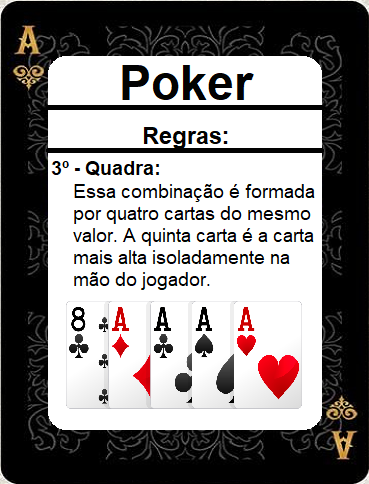 A
Poker
Regras:
3º - Quadra:
Essa combinação é formada
por quatro cartas do mesmo
valor. A quinta carta é a carta
mais alta isoladamente na
mão do jogador.
8 A A A A
A